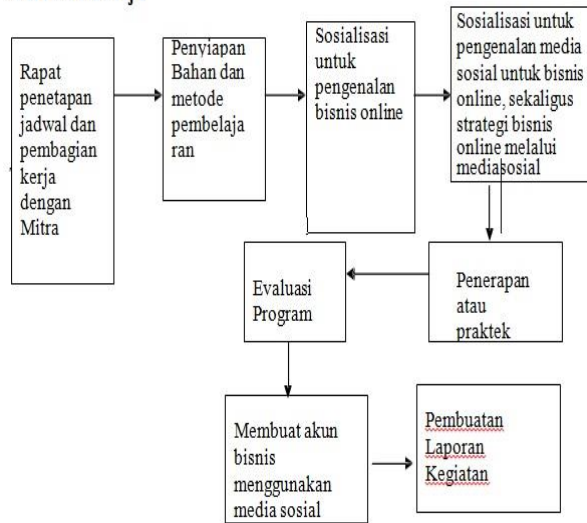 Rapat
penetapan
jadwal dan
pembagian
kerja
dengan
Mitra
Penyiapan
Bahan dan
metode
pembelaja
ran
Sosialisasi
untuk
pengenalan
bisnis online
Sosialisasi untuk
pengenalan media
sosial untuk bisnis
online, sekaligus
strategi bisnis
online melalui
mediasosial
Penerapan
atau
praktek
Evaluasi
Program
Membuat akun
bisnis
menggunakan
media sosial
Pembuatan
Laporan
Kegiatan